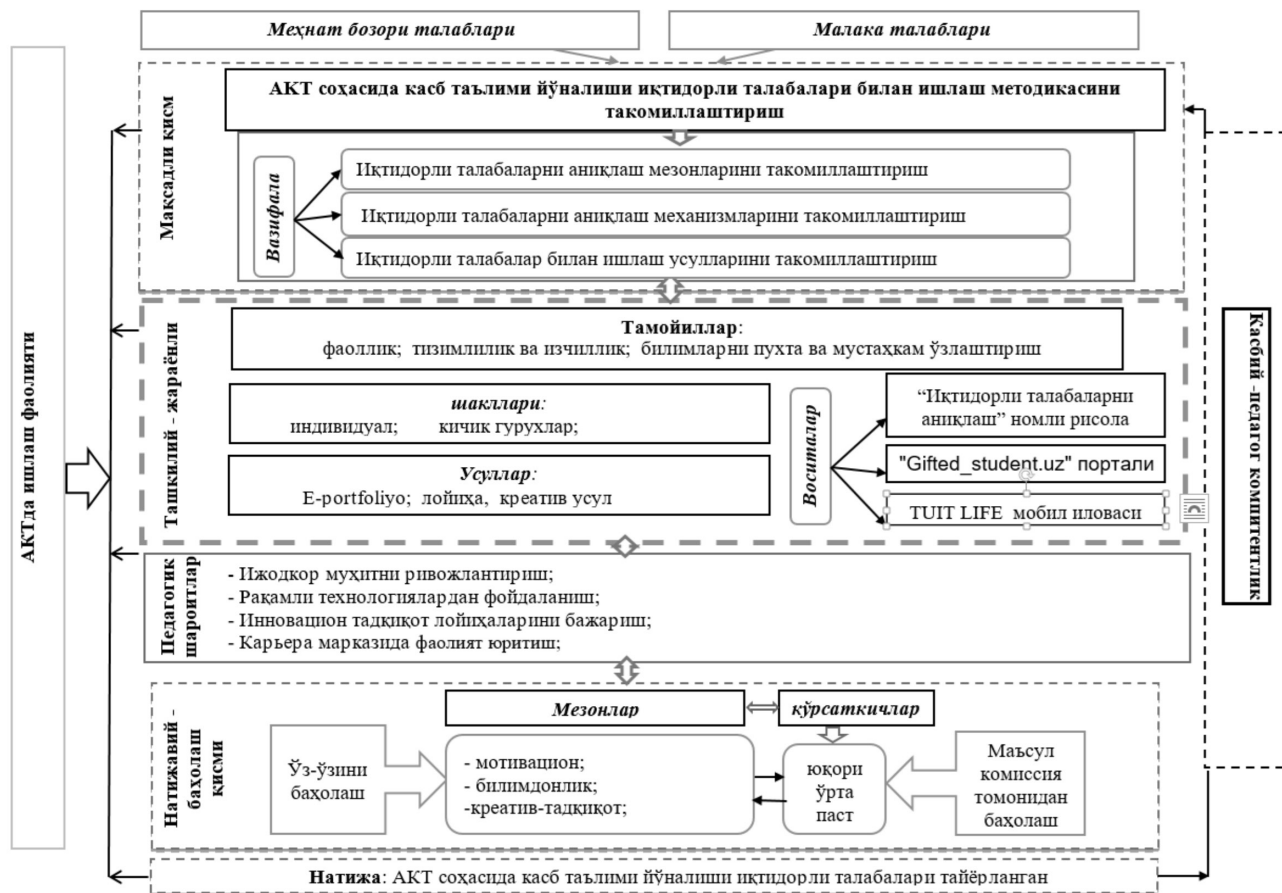 Меҳнат бозори талаблари
Малака талаблари
АКТда ишлаш фаолияти
Мақсадли қисм
АКТ соҳасида касб таълими йўналиши иқтидорли талабалари билан ишлаш методикасини
такомиллаштириш
Вазифала
Иқтидорли талабаларни аниқлаш мезонларини такомиллаштириш
Иқтидорли талабаларни аниқлаш механизмларини такомиллаштириш
Иқтидорли талабалар билан ишлаш усулларини такомиллаштириш
Ташкилий - жараёнли
Тамойиллар:
фаоллик; тизимлилик ва изчиллик; билимларни пухта ва мустаҳкам ўзлаштириш
шакллари:
индивидуал; кичик гурухлар;
Усуллар:
E-portfoliyo; лойиҳа, креатив усул
Воситалар
“Иқтидорли талабаларни
аниқлаш” номли рисола
"Gifted_student.uz" портали
TUIT LIFE мобил иловаси
Касбий -педагог компитентлик
Педагогик
шароитлар
- Ижодкор муҳитни ривожлантириш;
- Рақамли технологиялардан фойдаланиш;
- Инновацион тадқиқот лойиҳаларини бажариш;
- Карьера марказида фаолият юритиш;
Натижавий -
баҳолаш
қисми
Мезонлар
кўрсаткичлар
Ўз-ўзини
баҳолаш
- мотивацион;
- билимдонлик;
-креатив-тадқиқот;
юқори
ўрта
паст
Маъсул
комиссия
томонидан
баҳолаш
Натижа: АКТ соҳасида касб таълими йўналиши иқтидорли талабалари тайёрланган